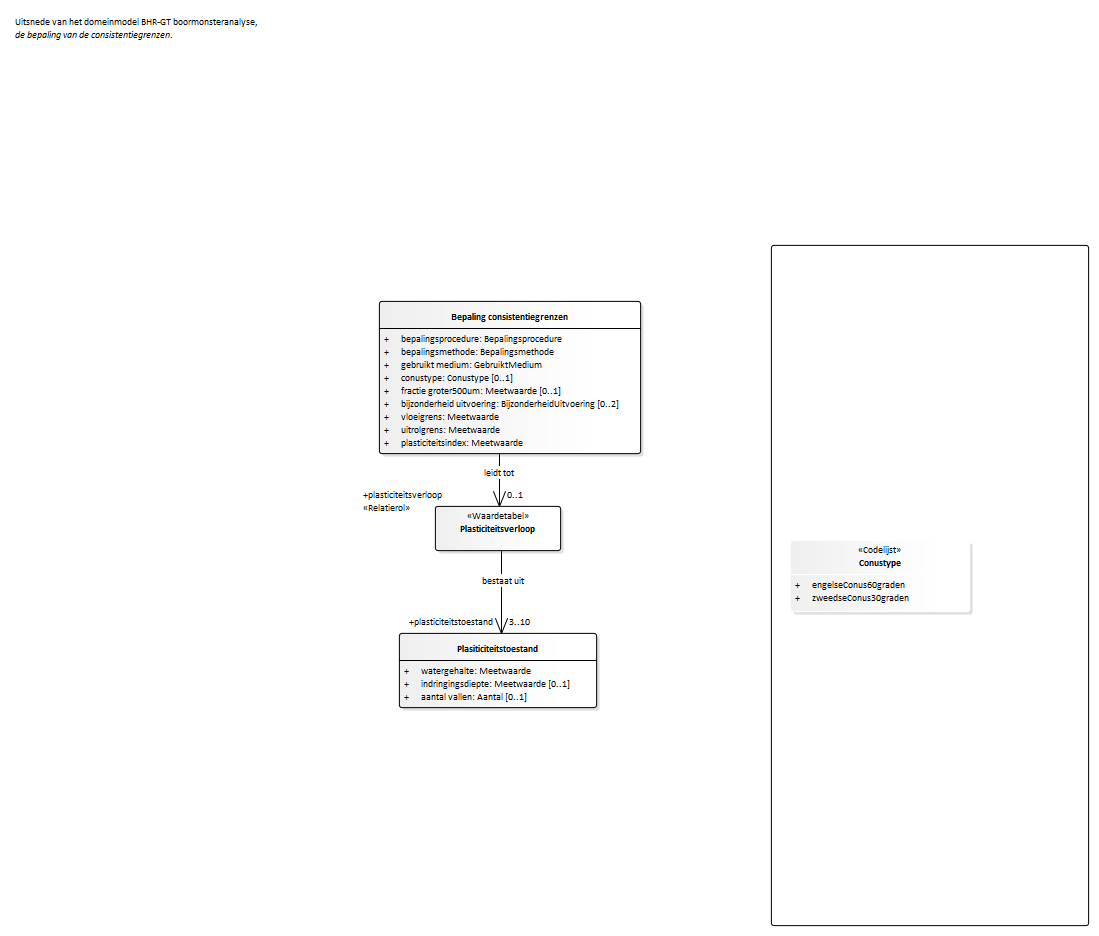 Uitsnede van het domeinmodel BHR-GT boormonsteranalyse,
de bepaling van de consistentiegrenzen.
Bepaling consistentiegrenzen
+ bepalingsprocedure: Bepalingsprocedure
+ bepalingsmethode: Bepalingsmethode
+ gebruikt medium: GebruiktMedium
+ conustype: Conustype [0..1]
+ fractie groter500um: Meetwaarde [0..1]
+ bijzonderheid uitvoering: BijzonderheidUitvoering [0..2]
+ vloeigrens: Meetwaarde
+ uitrolgrens: Meetwaarde
+ plasticiteitsindex: Meetwaarde
leidt tot
+plasticiteitsverloop 0..1
«Relatierol»
«Waardetabel»
Plasticiteitsverloop
bestaat uit
+plasticiteitstoestand 3..10
Plasiticiteitstoestand
+ watergehalte: Meetwaarde
+ indringingsdiepte: Meetwaarde [0..1]
+ aantal vallen: Aantal [0..1]
«Codelijst»
Conustype
+ engelseConus60graden
+ zweedseConus30graden